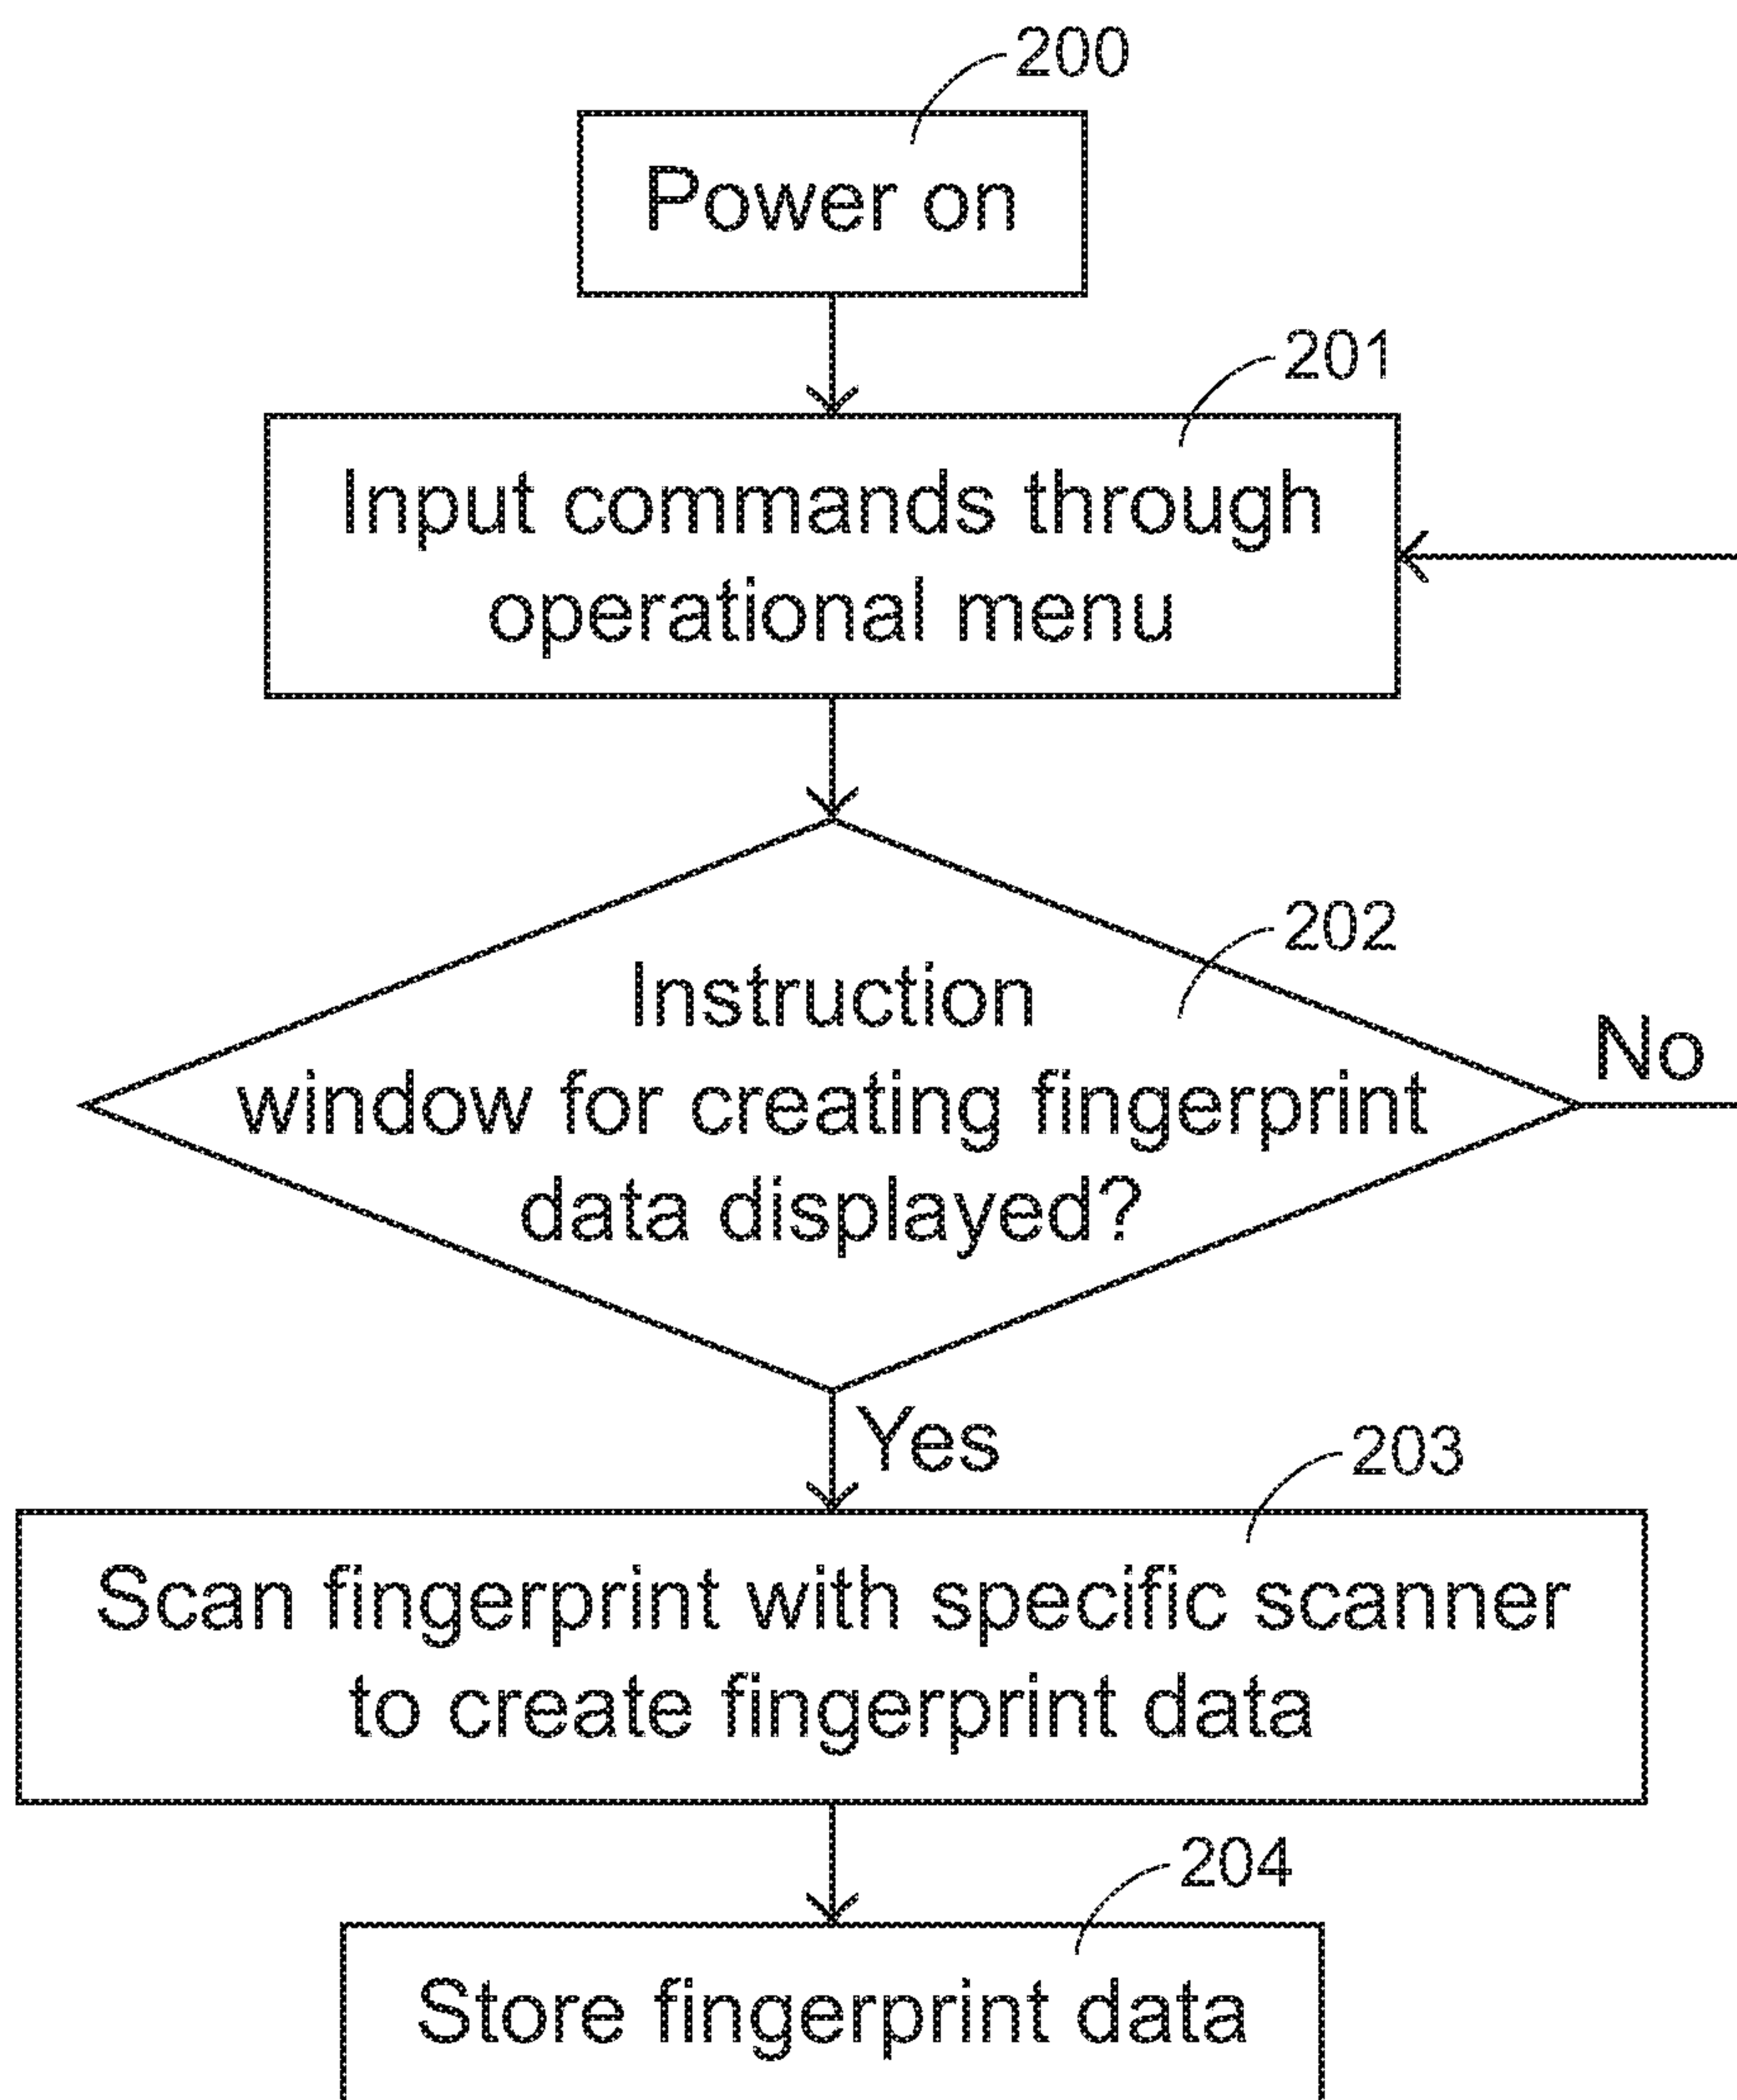 200
Power on
201
Input commands through
operational menu
202
Instruction
window for creating fingerprint
data displayed?
No
Yes
203
Scan fingerprint with specific scanner
to create fingerprint data
204
Store fingerprint data